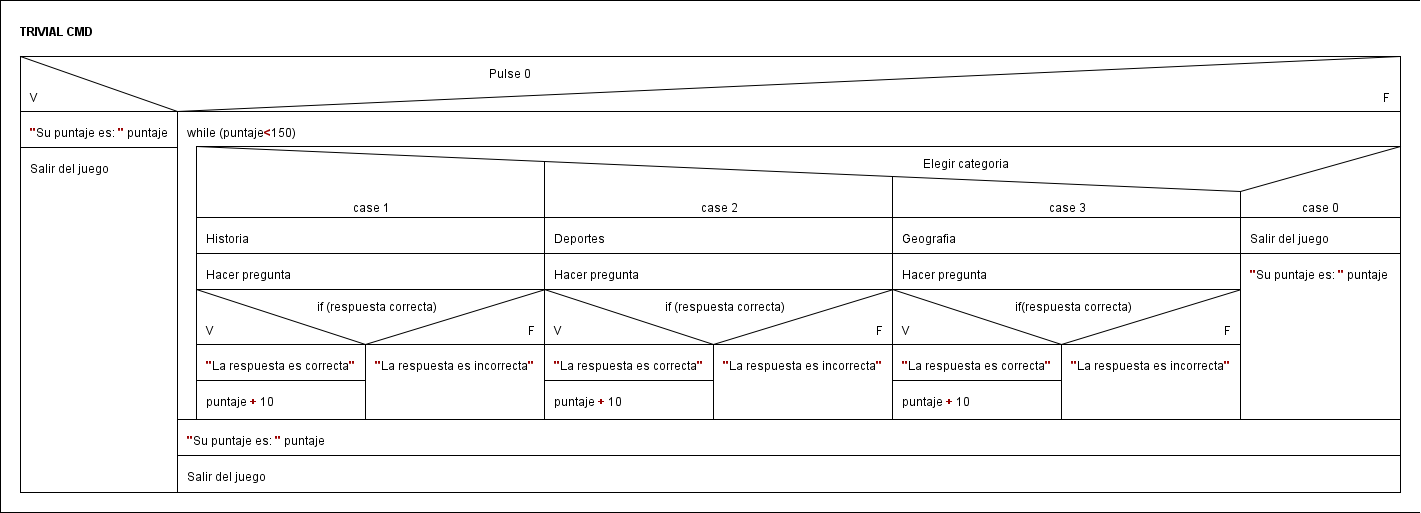 TRIVIAL CMD
Pulse 0
V
F
"Su puntaje es: " puntaje
Salir del juego
while (puntaje<150)
Elegir categoria
case 1
case 2
case 3
case 0
Historia
Deportes
Geografia
Salir del juego
Hacer pregunta
Hacer pregunta
Hacer pregunta
"Su puntaje es: " puntaje
if (respuesta correcta)
V
F
if (respuesta correcta)
V
F
if(respuesta correcta)
V
F
"La respuesta es correcta"
"La respuesta es incorrecta"
"La respuesta es correcta"
"La respuesta es incorrecta"
"La respuesta es correcta"
"La respuesta es incorrecta"
puntaje + 10
puntaje + 10
puntaje + 10
"Su puntaje es: " puntaje
Salir del juego